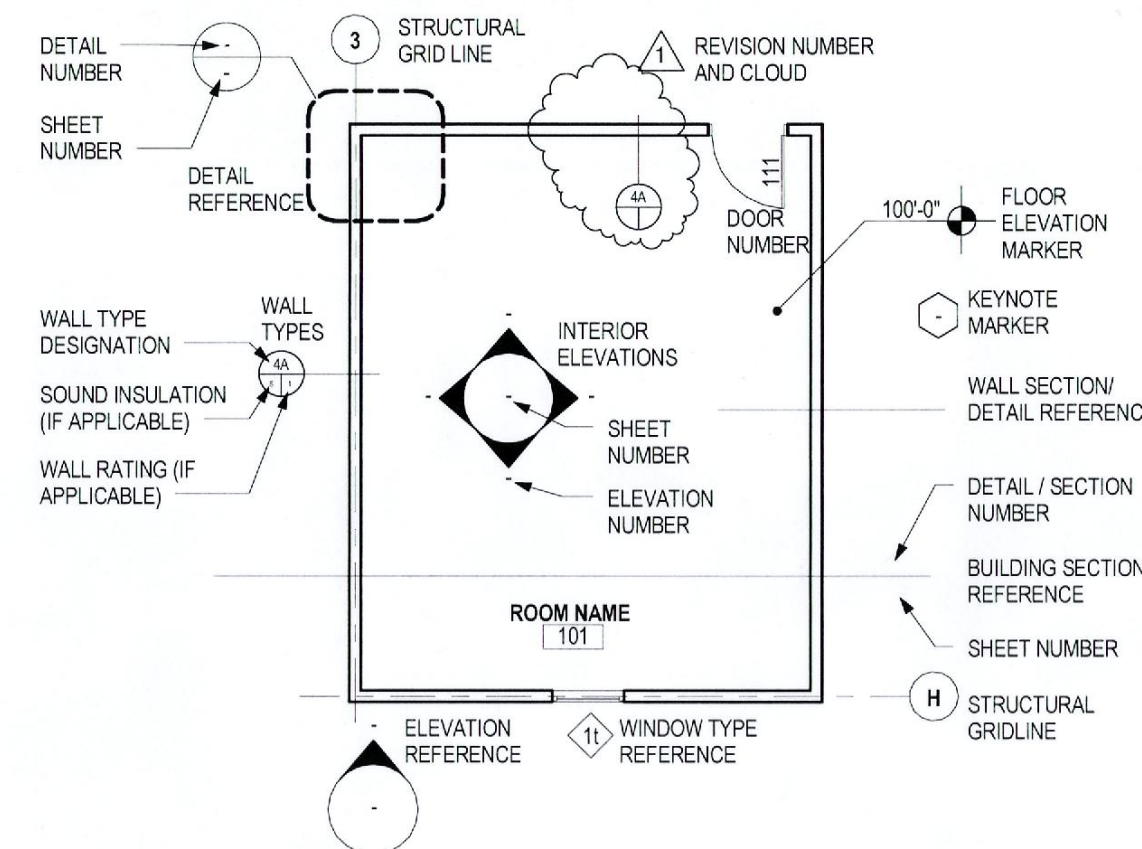 DETAIL
NUMBER
-
-
SHEET
NUMBER
DETAIL
REFERENCE
3
STRUCTURAL
GRID LINE
1
REVISION NUMBER
AND CLOUD
4A
111
DOOR
NUMBER
100'-0"
FLOOR
ELEVATION
MARKER
-
KEYNOTE
MARKER
WALL TYPE
DESIGNATION
WALL
TYPES
4A
SOUND INSULATION
(IF APPLICABLE)
WALL RATING (IF
APPLICABLE)
INTERIOR
ELEVATIONS
-
-
-
-
-
SHEET
NUMBER
ELEVATION
NUMBER
WALL SECTION/
DETAIL REFERENC
DETAIL / SECTION
NUMBER
BUILDING SECTION
REFERENCE
SHEET NUMBER
ROOM NAME
101
H
STRUCTURAL
GRIDLINE
-
ELEVATION
REFERENCE
-
1t
WINDOW TYPE
REFERENCE